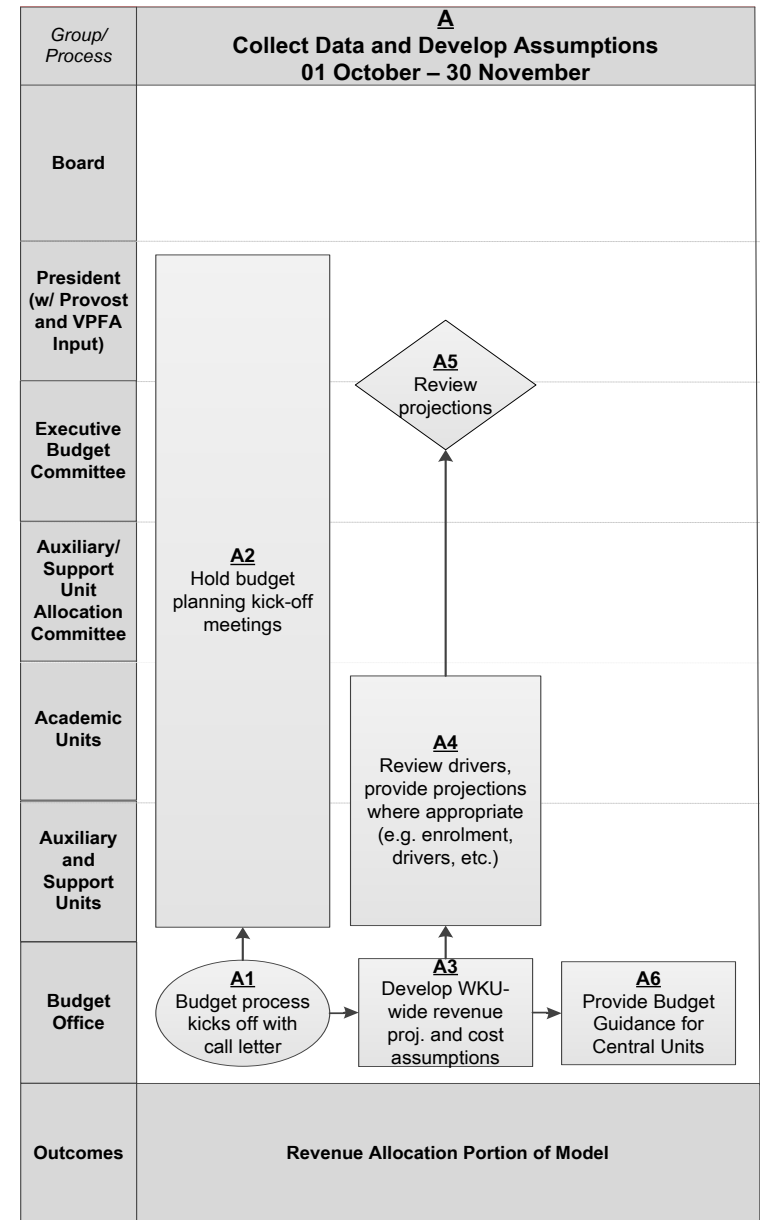 Group/
Process
A
Collect Data and Develop Assumptions
01 October – 30 November
Board
President
(w/ Provost
and VPFA
Input)
A5
Review
projections
Executive
Budget
Committee
Auxiliary/
Support
Unit
Allocation
Committee
A2
Hold budget
planning kick-off
meetings
Academic
Units
A4
Review drivers,
provide projections
where appropriate
(e.g. enrolment,
drivers, etc.)
Auxiliary
and
Support
Units
Budget
Office
A1
Budget process
kicks off with
call letter
A3
Develop WKU-
wide revenue
proj. and cost
assumptions
A6
Provide Budget
Guidance for
Central Units
Outcomes
Revenue Allocation Portion of Model